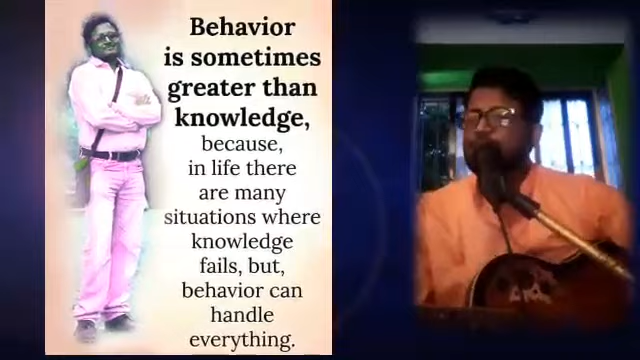 Behavior
is sometimes
greater than
knowledge,
because,
in life there
are many
situations where
knowledge
fails, but,
behavior can
handle
everything.